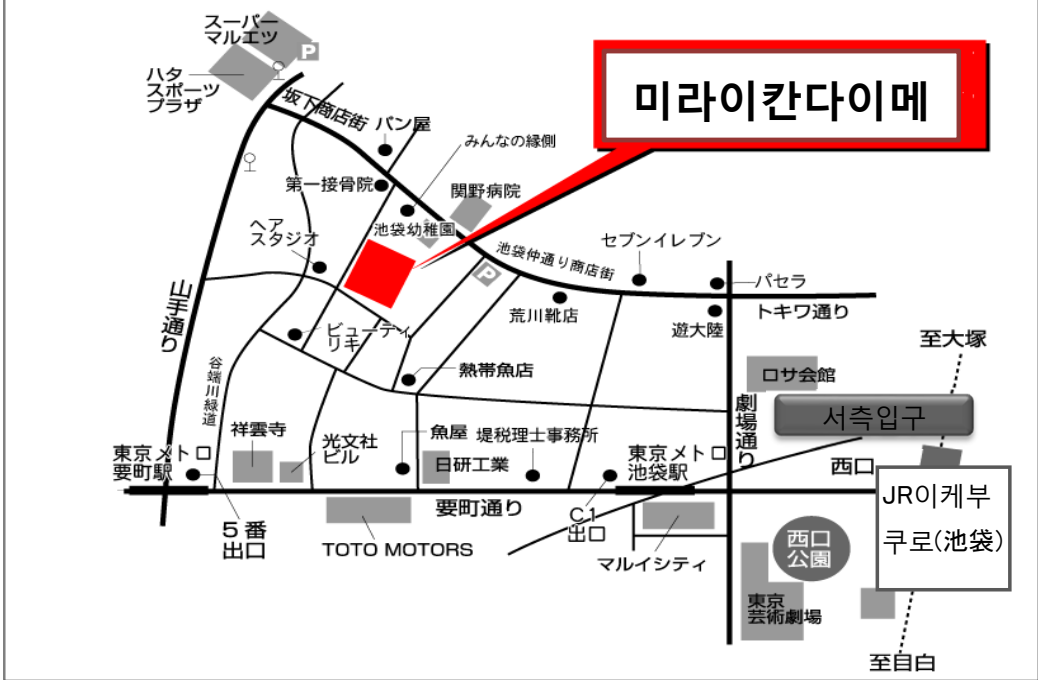 スーパー
マルエツ
P
ハタ
スポーツ
プラザ
坂下商店街
パン屋
みんなの縁側
미라이칸다이메
第一接骨院
関野病院
池袋幼稚園
ヘア
スタジオ
池袋仲通り商店街
セブンイレブン
P
パセラ
トキワ通り
山手通り
荒川靴店
遊大陸
ビューティ
リキ
至大塚
谷端川緑道
熱帯魚店
ロサ会館
劇場通り
서측입구
祥雲寺
光文社
ビル
魚屋
堤税理士事務所
日研工業
東京メトロ
要町駅
東京メトロ
池袋駅
西口
JR이케부
쿠로(池袋)
要町通り
5番
出口
C1
出口
TOTO MOTORS
マルイシティ
西口
公園
東京
芸術劇場
至目白